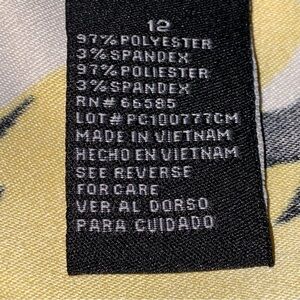 12
97% POLYESTER
3% SPANDEX
97% POLIESTER
3% SPANDEX
RN# 66585
LOT# PC100777CM
MADE IN VIETNAM
HECHO EN VIETNAM
SEE REVERSE
FOR CARE
VER AL DORSO
PARA CUIDADO